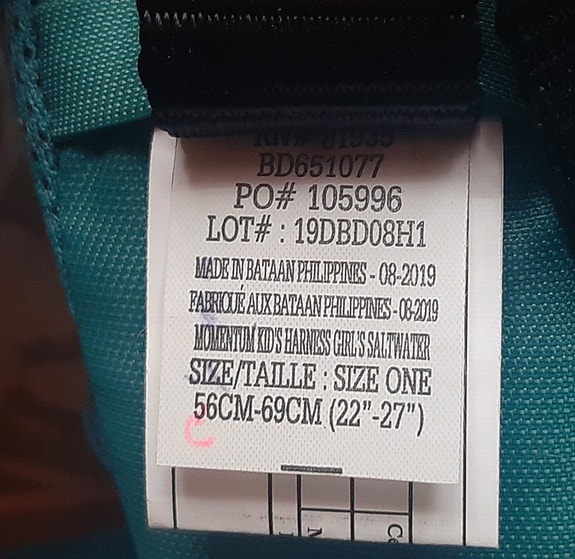 BD651077
PO# 105996
LOT# : 19DBD08H1
MADE IN BATAAN PHILIPPINES - 08-2019
FABRIQUÉ AUX BATAAN PHILIPPINES - 08-2019
MOMENTUM KID'S HARNESS GIRL'S SALTWATER
SIZE/TAILLE : SIZE ONE
56CM-69CM (22"-27")
C